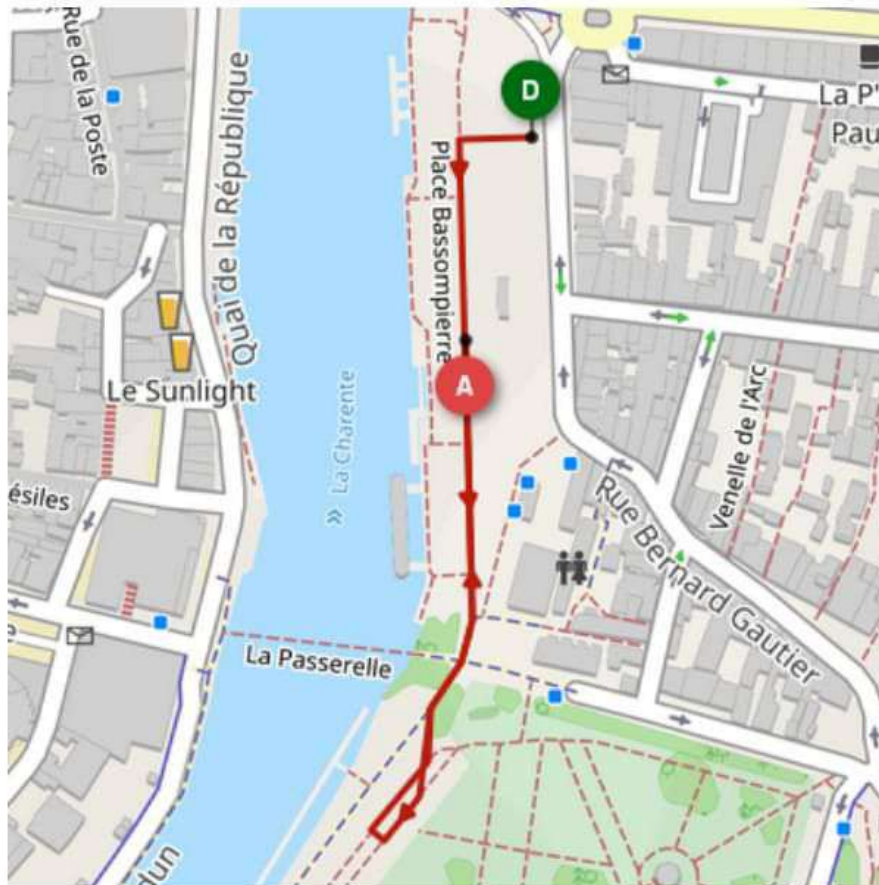 Rue de la Poste
Quai de la République
D
La P'
Pau
Place Bassompierre
Le Sunlight
A
La Charente
Venelle de l'Arc
ésiles
Rue Bernard Gautier
e
La Passerelle
dun